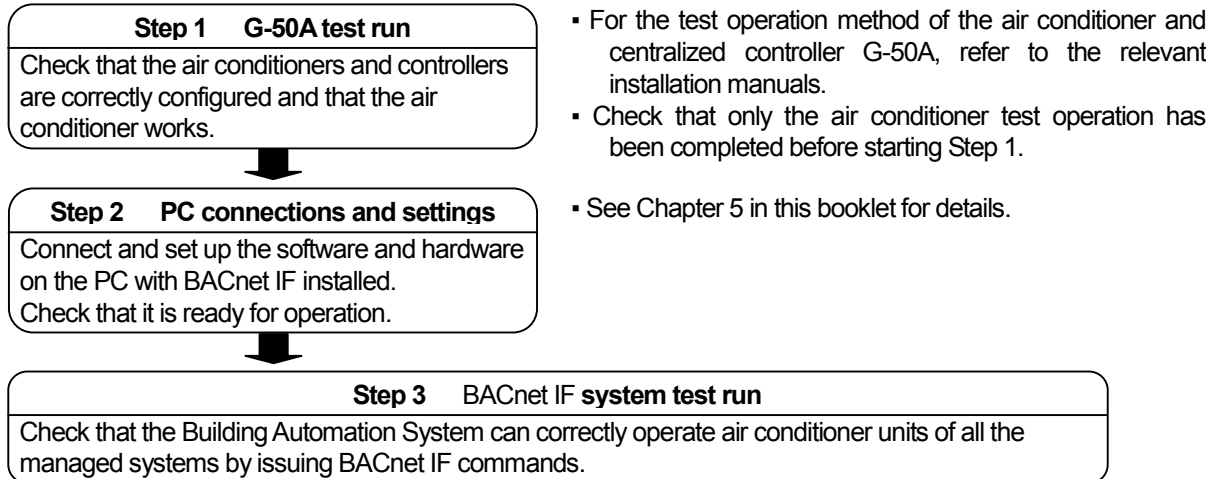 Step 1 G-50A test run
Check that the air conditioners and controllers
are correctly configured and that the air
conditioner works.
▪ For the test operation method of the air conditioner and
centralized controller G-50A, refer to the relevant
installation manuals.
▪ Check that only the air conditioner test operation has
been completed before starting Step 1.
Step 2 PC connections and settings
Connect and set up the software and hardware
on the PC with BACnet IF installed.
Check that it is ready for operation.
▪ See Chapter 5 in this booklet for details.
Step 3 BACnet IF system test run
Check that the Building Automation System can correctly operate air conditioner units of all the
managed systems by issuing BACnet IF commands.